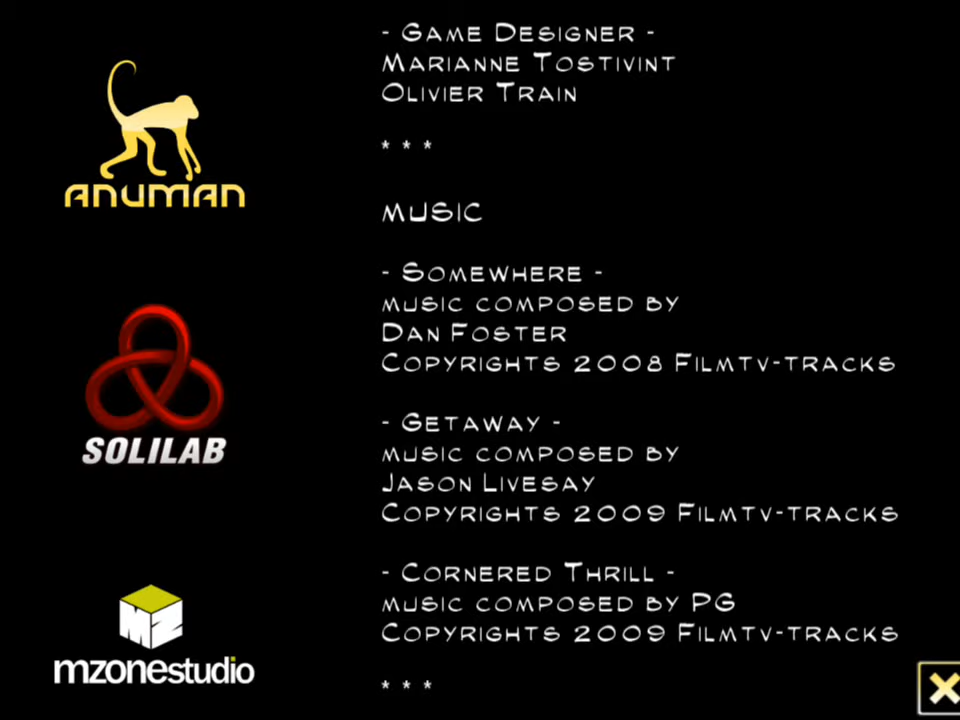 - Game Designer -
Marianne Tostivint
Olivier Train
* * *
MUSIC
- Somewhere -
music composed by
Dan Foster
Copyrights 2008 Filmtv-tracks
- Getaway -
music composed by
Jason Livesay
Copyrights 2009 Filmtv-tracks
- Cornered Thrill -
music composed by PG
Copyrights 2009 Filmtv-tracks
* * *
ANUMAN
SOLILAB
MZ
mzonestudio